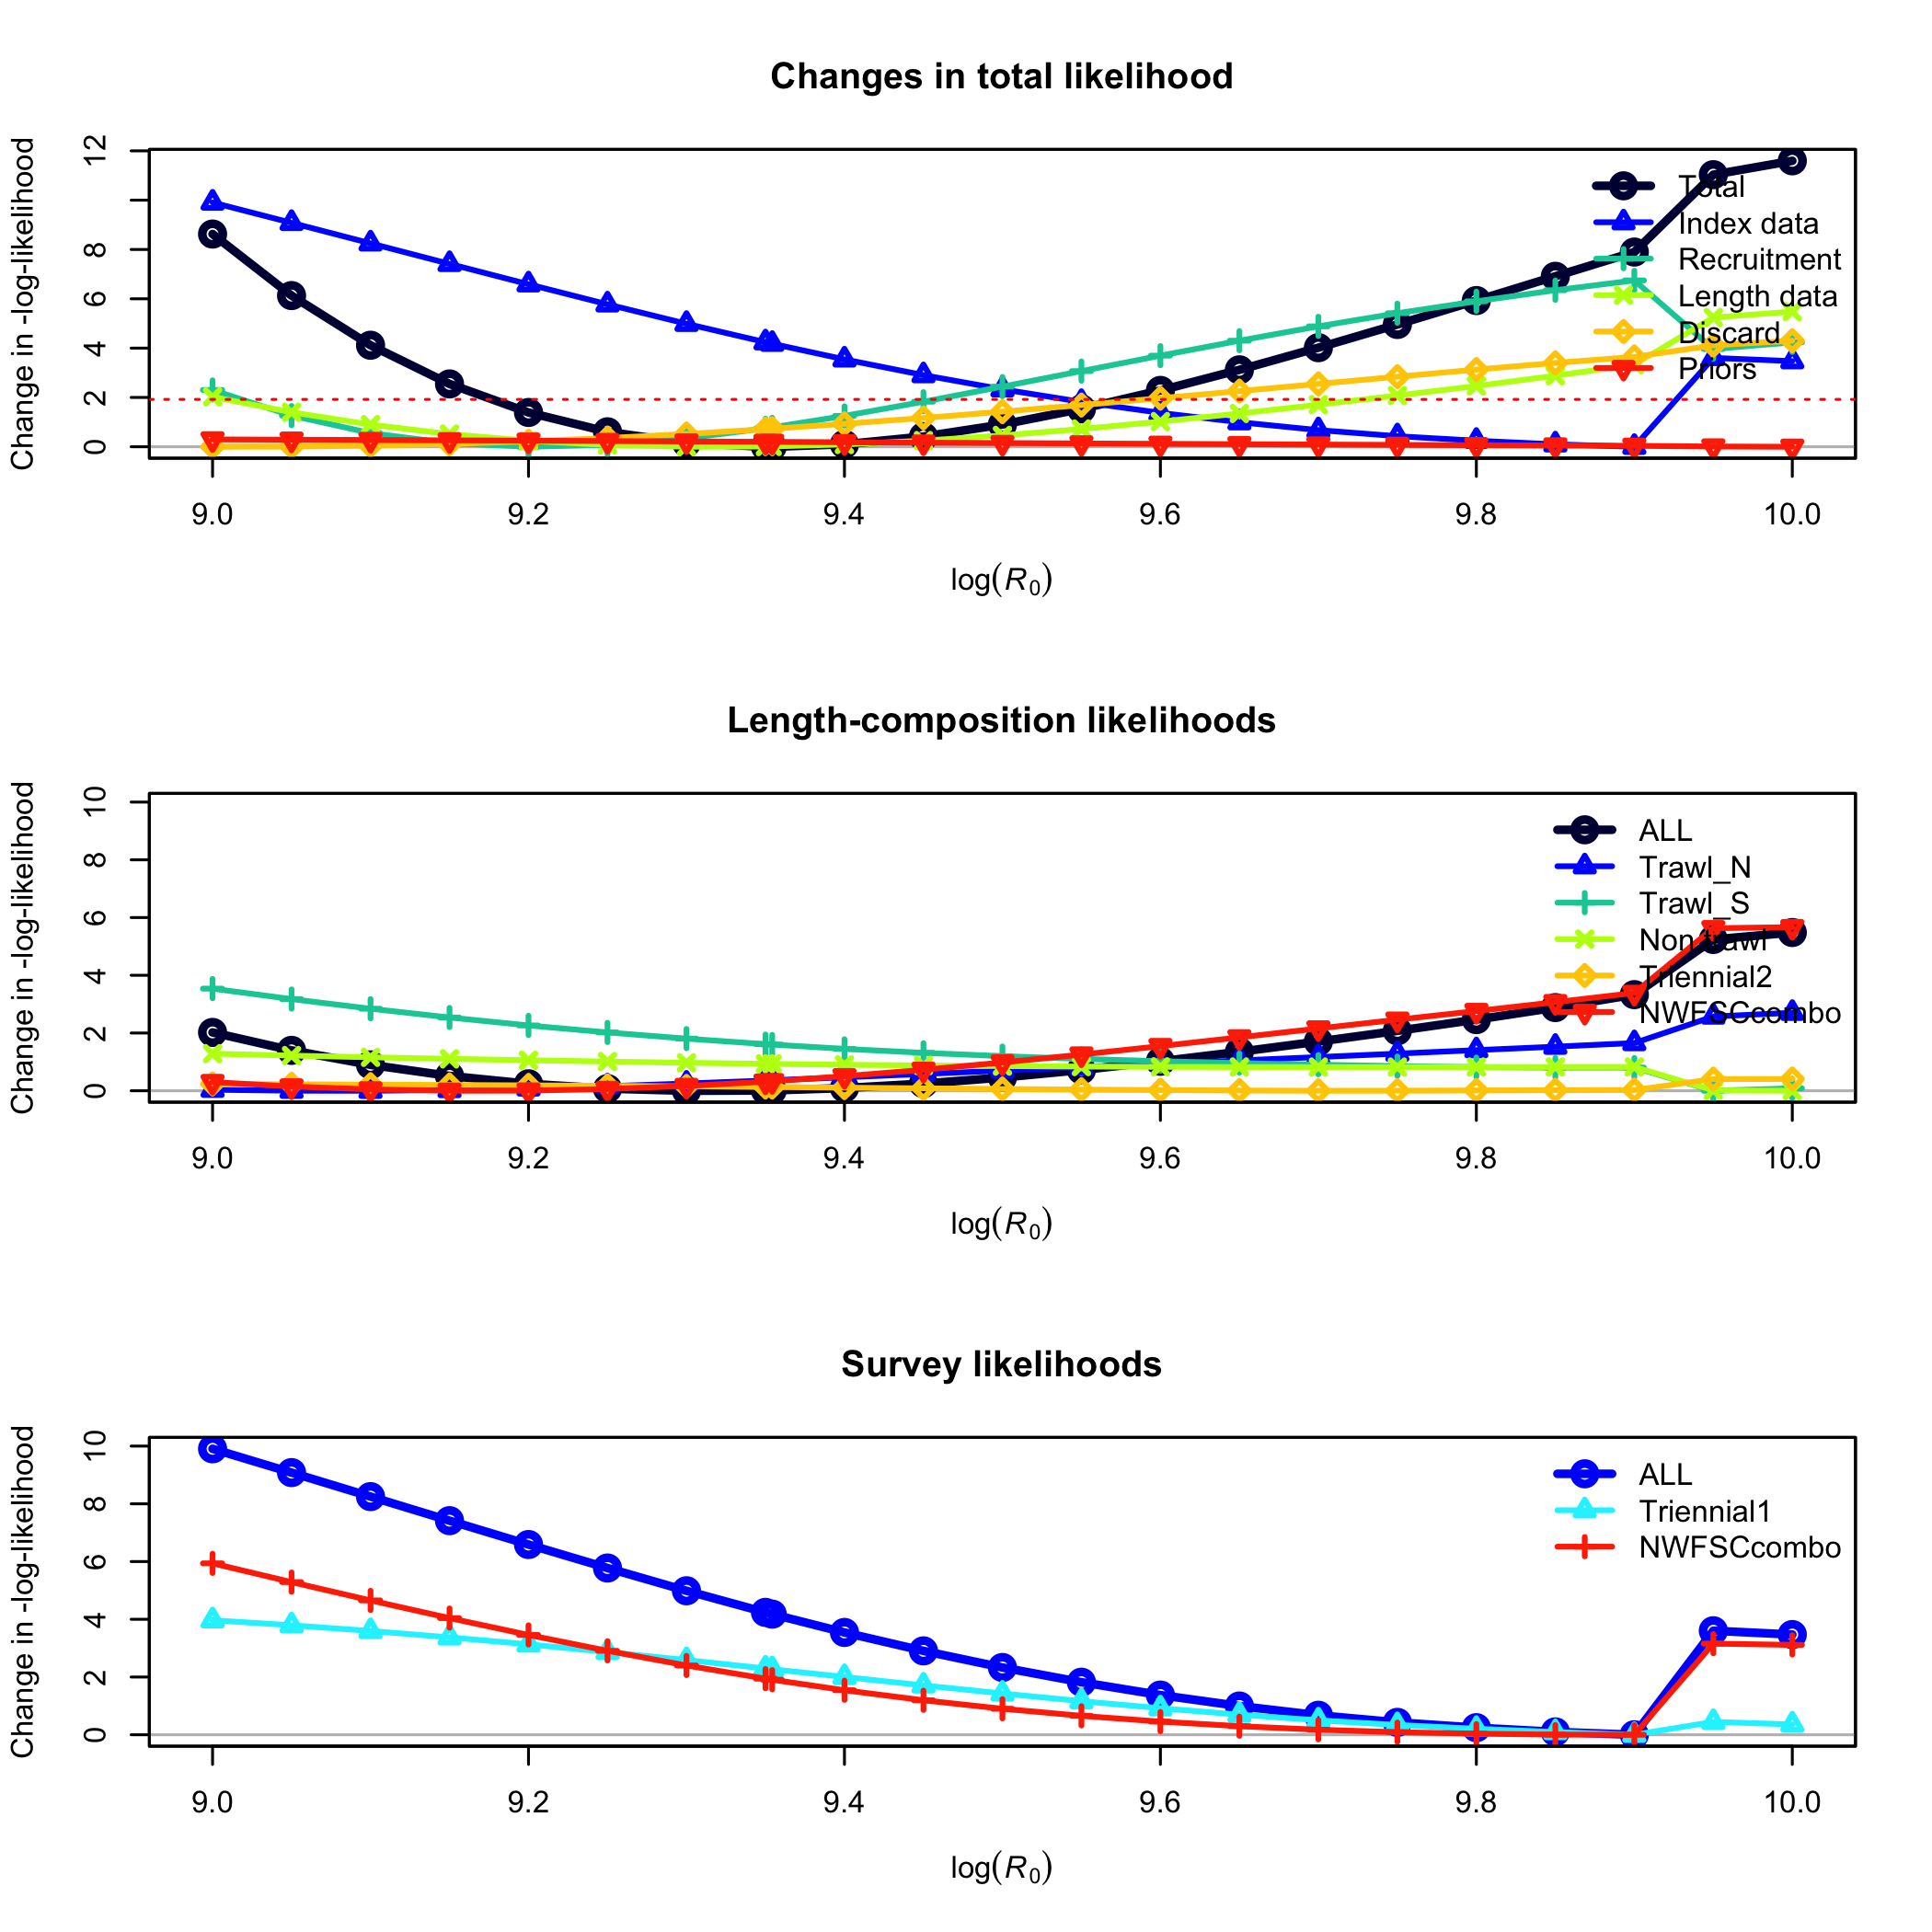 Changes in total likelihood
Change in -log-likelihood
12
8
6
4
2
0
Total
Index data
Recruitment
Length data
Discard
Priors
9.0 9.2 9.4 9.6 9.8 10.0
log(R0)
Length-composition likelihoods
Change in -log-likelihood
10
8
6
4
2
0
ALL
Trawl_N
Trawl_S
Non-trawl
Triennial2
NWFSCcombo
9.0 9.2 9.4 9.6 9.8 10.0
log(R0)
Survey likelihoods
Change in -log-likelihood
10
8
6
4
2
0
ALL
Triennial1
NWFSCcombo
9.0 9.2 9.4 9.6 9.8 10.0
log(R0)